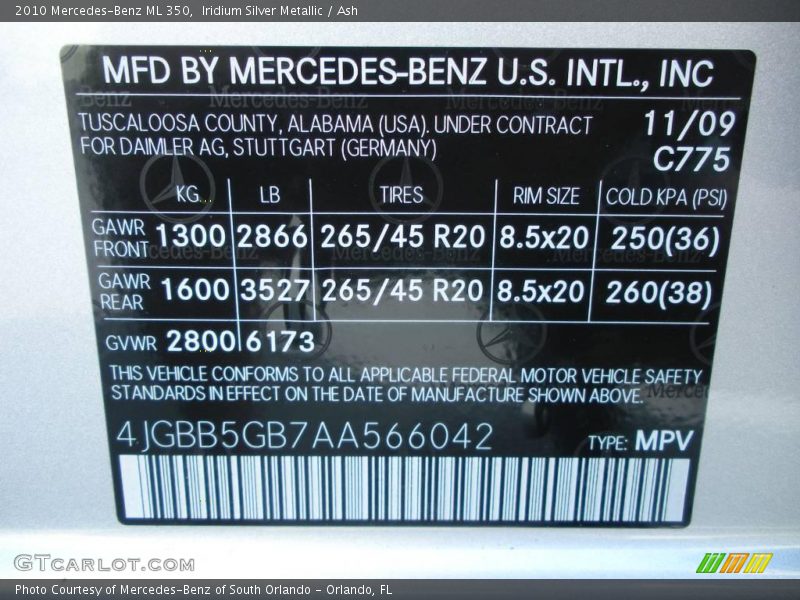 2010 Mercedes-Benz ML 350,  Iridium Silver Metallic / Ash
MFD BY MERCEDES-BENZ U.S. INTL., INC
TUSCALOOSA COUNTY, ALABAMA (USA). UNDER CONTRACT 11/09
FOR DAIMLER AG, STUTTGART (GERMANY) C775
KG. LB TIRES RIM SIZE COLD KPA (PSI)
GAWR FRONT 1300 2866 265/45 R20 8.5x20 250(36)
GAWR REAR 1600 3527 265/45 R20 8.5x20 260(38)
GVWR 2800 6173
THIS VEHICLE CONFORMS TO ALL APPLICABLE FEDERAL MOTOR VEHICLE SAFETY
STANDARDS IN EFFECT ON THE DATE OF MANUFACTURE SHOWN ABOVE.
4JGBB5GB7AA566042 TYPE: MPV
GTCARLOT.COM
Photo Courtesy of Mercedes-Benz of South Orlando - Orlando, FL